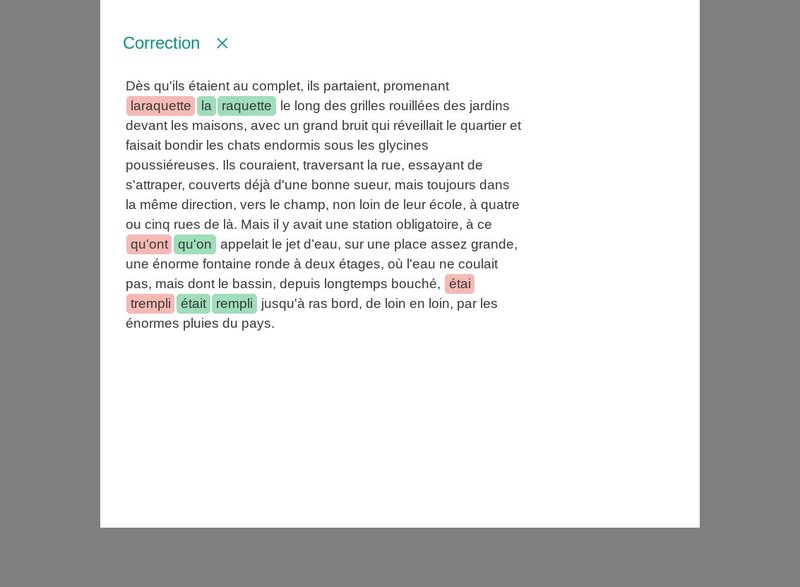 Correction ×
Dès qu'ils étaient au complet, ils partaient, promenant
laraquette la raquette le long des grilles rouillées des jardins
devant les maisons, avec un grand bruit qui réveillait le quartier et
faisait bondir les chats endormis sous les glycines
poussiéreuses. Ils couraient, traversant la rue, essayant de
s'attraper, couverts déjà d'une bonne sueur, mais toujours dans
la même direction, vers le champ, non loin de leur école, à quatre
ou cinq rues de là. Mais il y avait une station obligatoire, à ce
qu'ont qu'on appelait le jet d'eau, sur une place assez grande,
une énorme fontaine ronde à deux étages, où l'eau ne coulait
pas, mais dont le bassin, depuis longtemps bouché, étai
trempli était rempli jusqu'à ras bord, de loin en loin, par les
énormes pluies du pays.